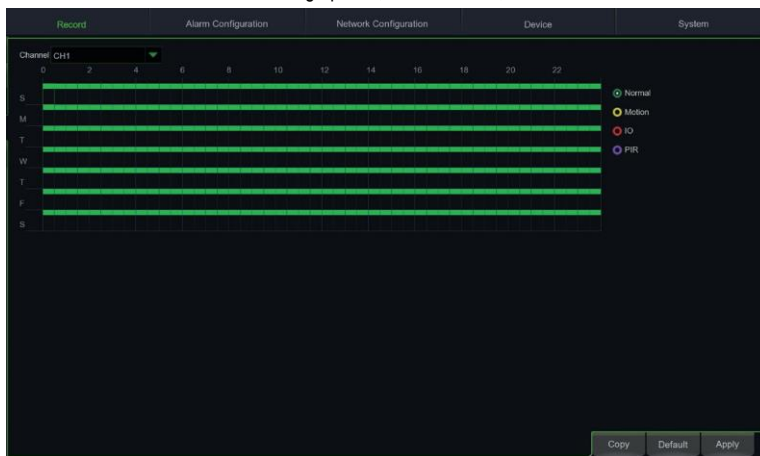 Record Alarm Configuration Network Configuration Device System
Channel CH1
0 2 4 6 8 10 12 14 16 18 20 22
S
Normal
M
Motion
T
IO
W
PIR
T
F
S
Copy Default Apply